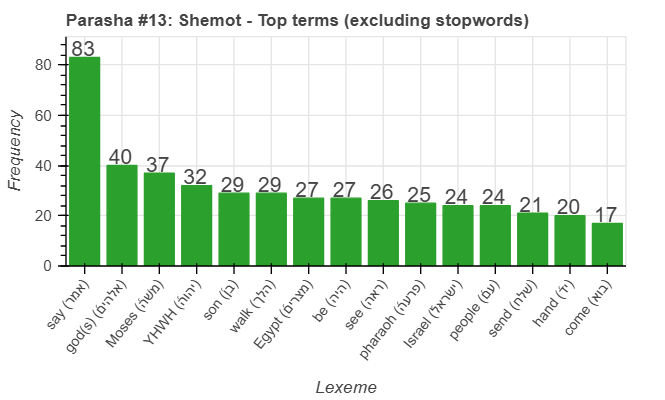 Parasha #13: Shemot - Top terms (excluding stopwords)
Frequency
80
60
40
20
0
83
40
37
32
29
29
27
27
26
25
24
24
21
20
17
say (אמר)
god(s) (אלהים)
Moses (משה)
YHWH (יהוה)
son (בן)
walk (הלך)
Egypt (מצרים)
be (היה)
see (ראה)
pharaoh (פרעה)
Israel (ישראל)
people (עם)
send (שלח)
hand (יד)
come (בוא)
Lexeme